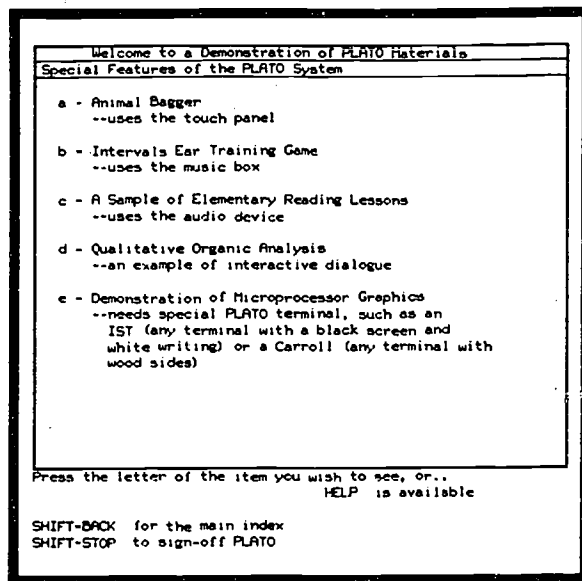 Welcome to a Demonstration of PLATO Materials
Special Features of the PLATO System
a - Animal Bagger
--uses the touch panel
b - Intervals Ear Training Game
--uses the music box
c - A Sample of Elementary Reading Lessons
--uses the audio device
d - Qualitative Organic Analysis
--an example of interactive dialogue
e - Demonstration of Microprocessor Graphics
--needs special PLATO terminal, such as an
IST (any terminal with a black screen and
white writing) or a Carroll (any terminal with
wood sides)
Press the letter of the item you wish to see, or..
HELP is available
SHIFT-BACK for the main index
SHIFT-STOP to sign-off PLATO